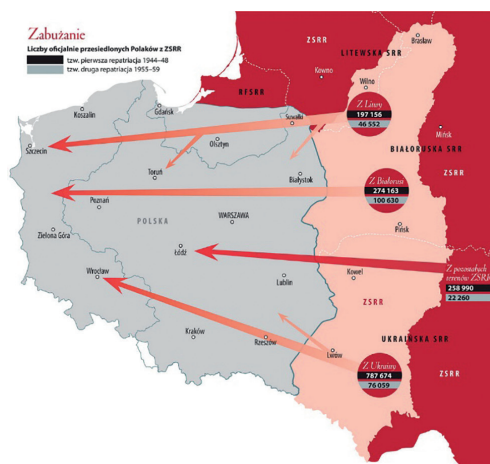 Zabużanie
Liczby oficjalnie przesiedlonych Polaków z ZSRR
tzw. pierwsza repatriacja 1944–48
tzw. druga repatriacja 1955–59
ZSRR
LITEWSKA SRR
Brasław
Kowno
Wilno
RFSRR
Koszalin
Gdańsk
Suwałki
Z Litwy
197 156
46 552
Mińsk
Szczecin
Olsztyn
BIAŁORUSKA SRR
ZSRR
Toruń
Białystok
Z Białorusi
274 163
100 630
Poznań
POLSKA
WARSZAWA
Pińsk
Zielona Góra
Łódź
Z pozostałych
terenów ZSRR
258 990
22 260
Wrocław
Lublin
Kowel
ZSRR
Kraków
Rzeszów
Lwów
UKRAIŃSKA SRR
Z Ukrainy
787 674
76 059
ZSRR